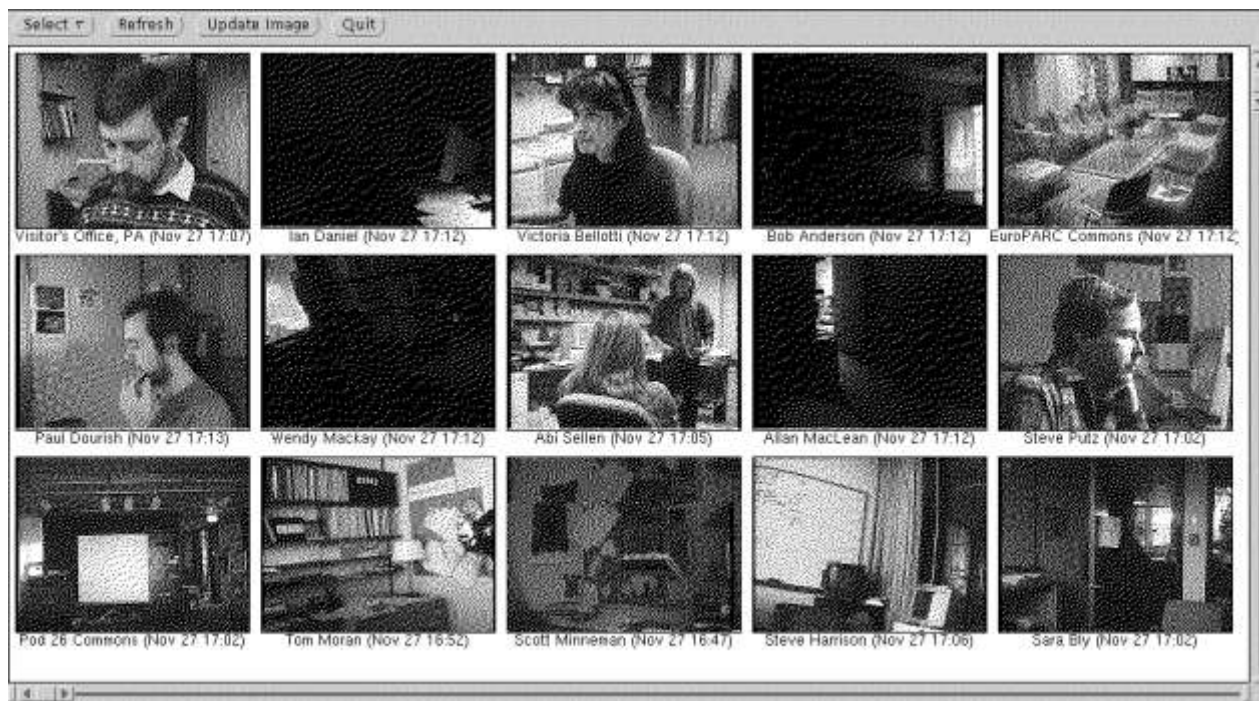 Select Refresh Update Image Quit
Visitor's Office, PA (Nov 27 17:07) Ian Daniel (Nov 27 17:12) Victoria Bellotti (Nov 27 17:12) Bob Anderson (Nov 27 17:12) EuroPARC Commons (Nov 27 17:12)
Paul Dourish (Nov 27 17:13) Wendy Mackay (Nov 27 17:12) Abi Sellen (Nov 27 17:05) Allan MacLean (Nov 27 17:12) Steve Putz (Nov 27 17:02)
Pod 26 Commons (Nov 27 17:02) Tom Moran (Nov 27 16:52) Scott Minneman (Nov 27 16:47) Steve Harrison (Nov 27 17:06) Sara Bly (Nov 27 17:02)